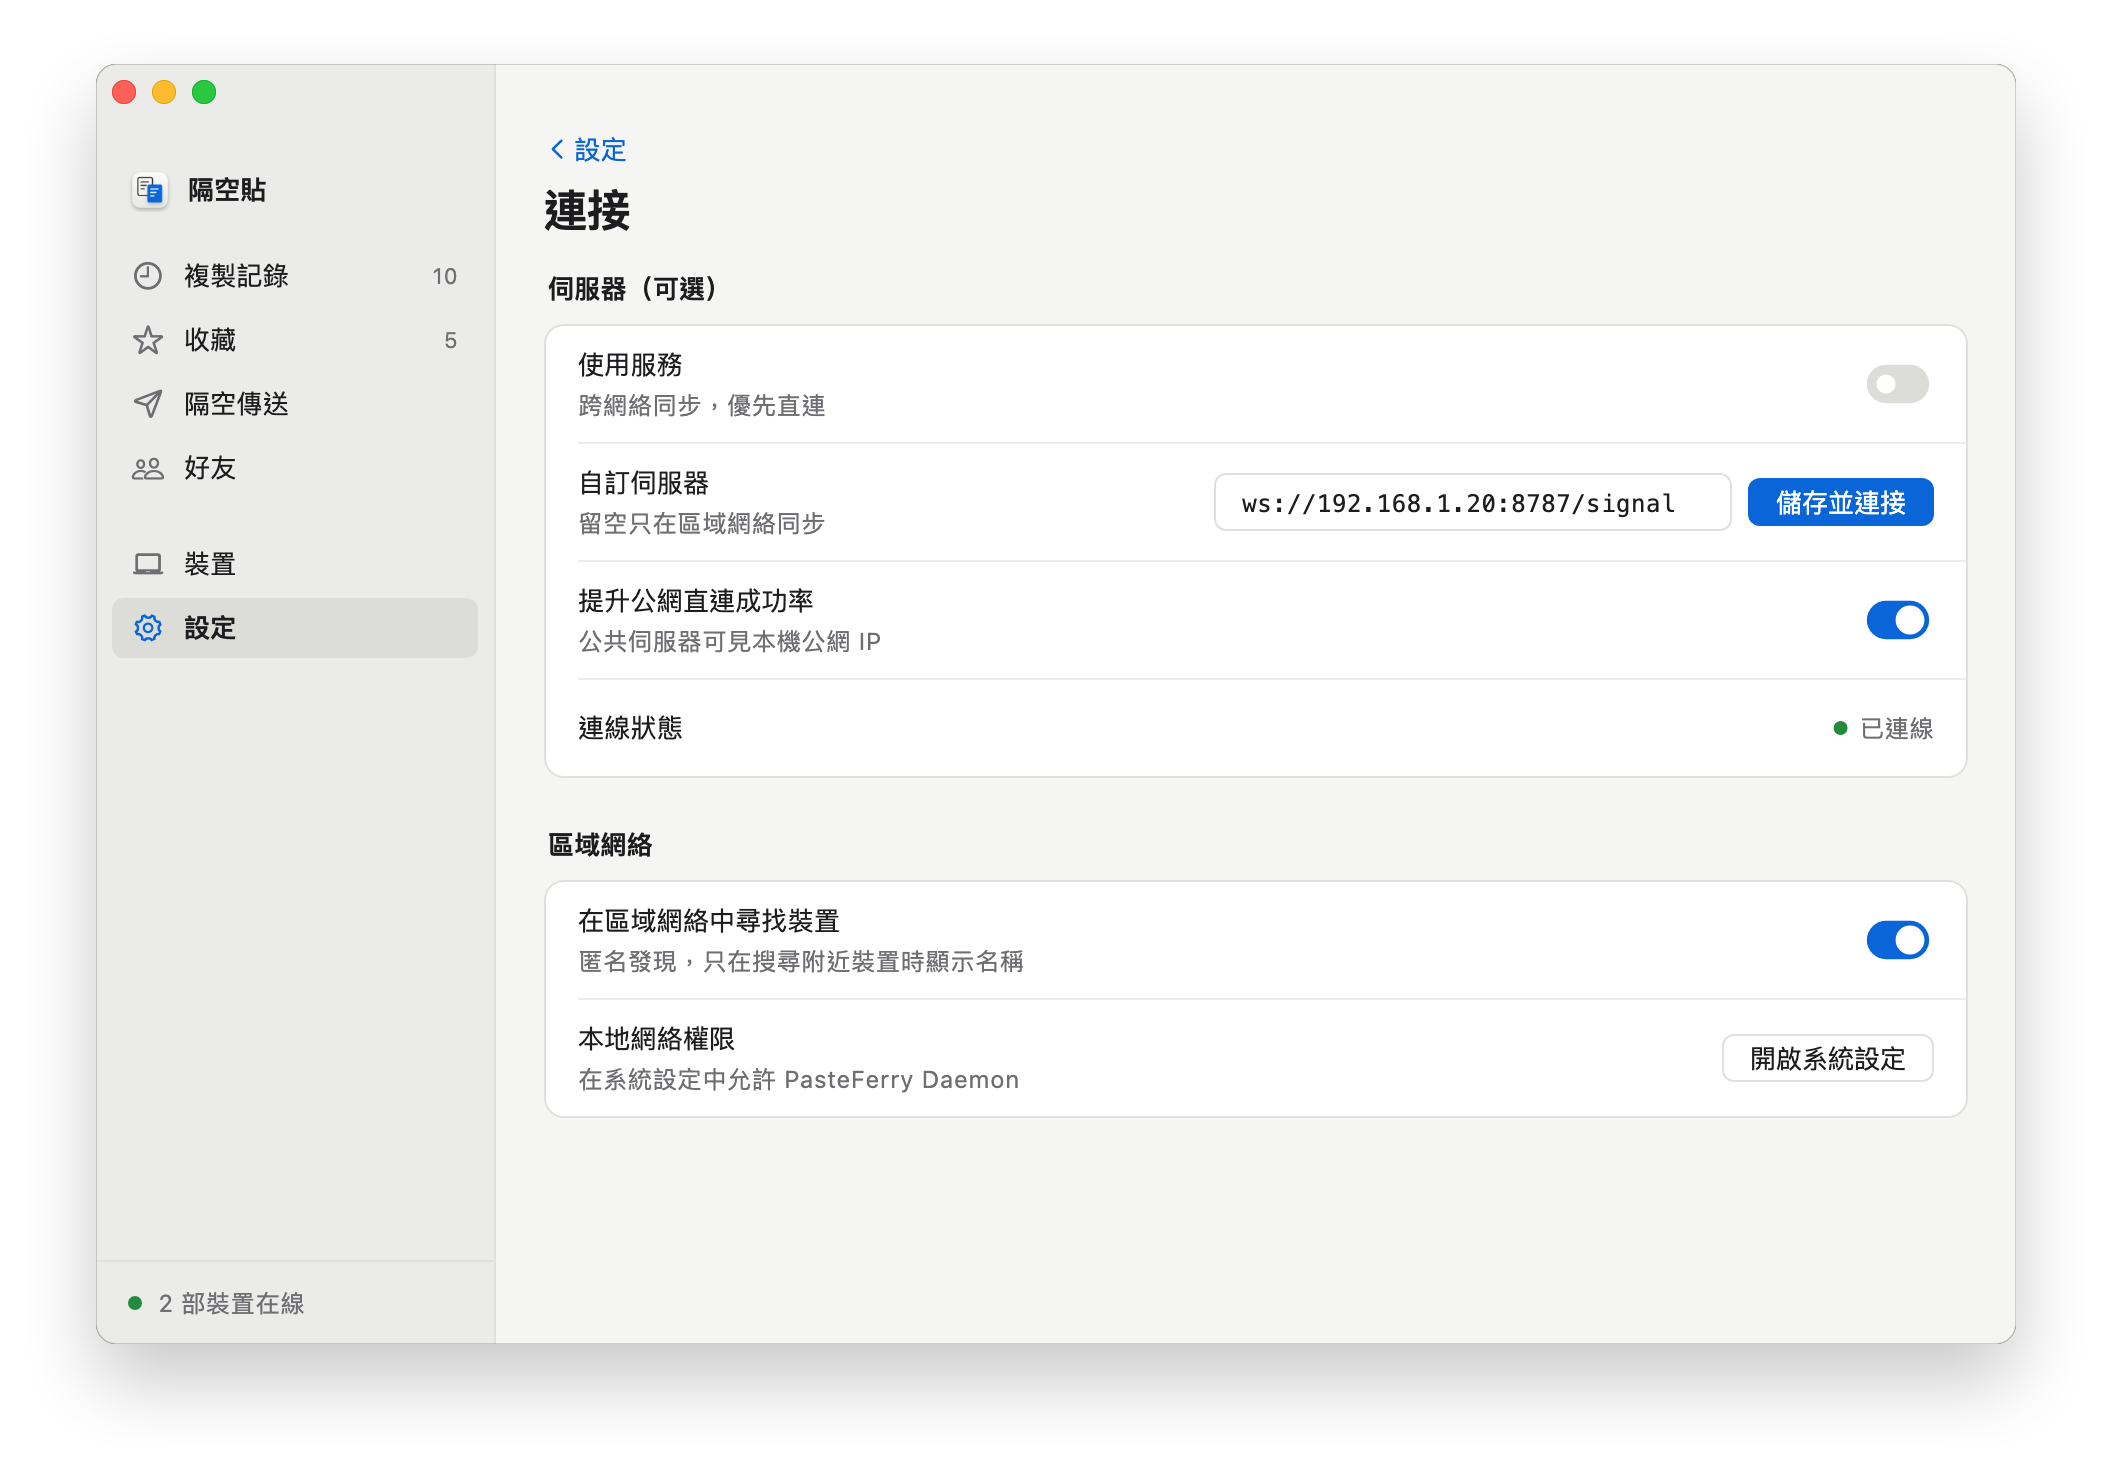 隔空貼
複製記錄 10
收藏 5
隔空傳送
好友
裝置
設定
2 部裝置在線
設定
連接
伺服器（可選）
使用服務
跨網絡同步，優先直連
自訂伺服器
留空只在區域網絡同步
ws://192.168.1.20:8787/signal
儲存並連接
提升公網直連成功率
公共伺服器可見本機公網 IP
連線狀態
已連線
區域網絡
在區域網絡中尋找裝置
匿名發現，只在搜尋附近裝置時顯示名稱
本地網絡權限
在系統設定中允許 PasteFerry Daemon
開啟系統設定